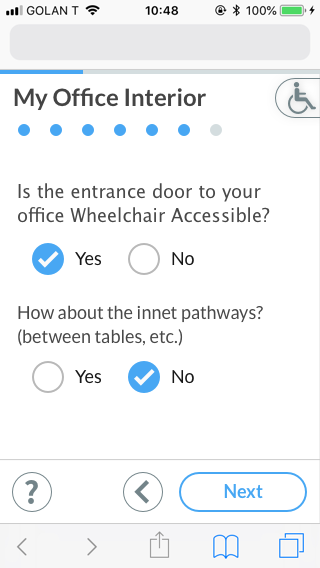 GOLAN T 10:48 100%
My Office Interior
Is the entrance door to your
office Wheelchair Accessible?
Yes No
How about the innet pathways?
(between tables, etc.)
Yes No
? Next